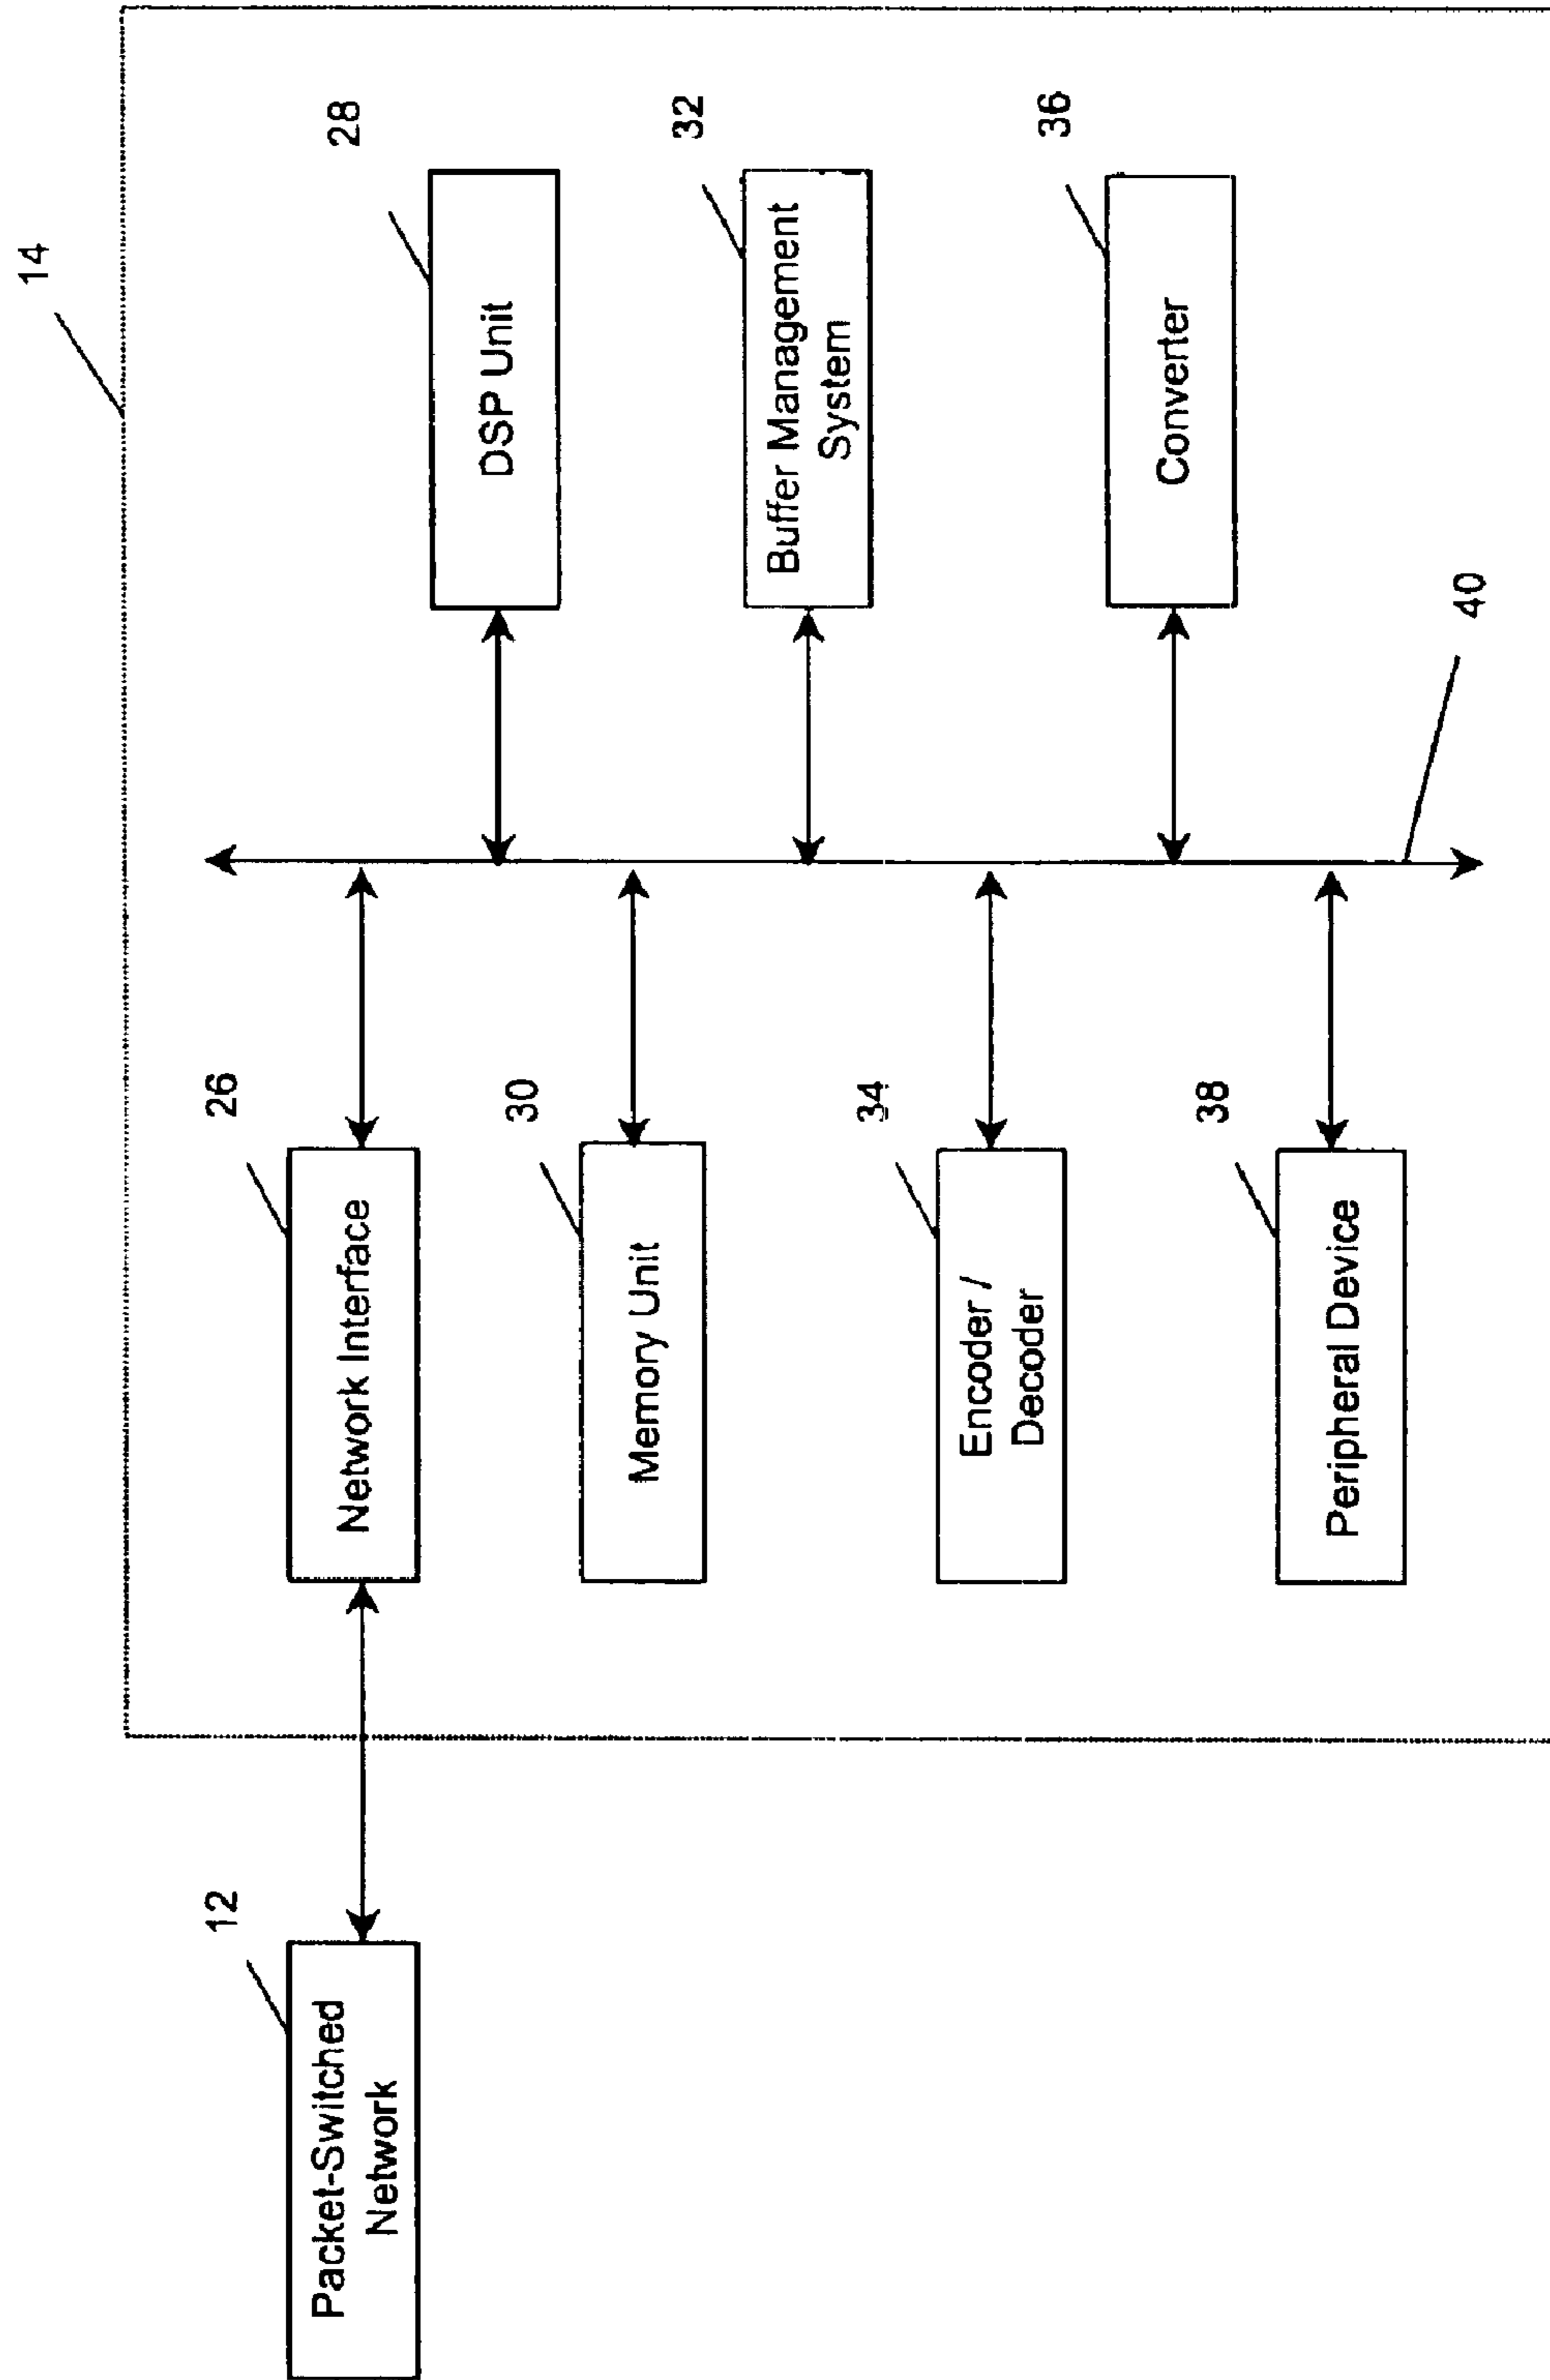 14
12
Packet-Switched
Network
26
Network Interface
28
DSP Unit
30
Memory Unit
32
Buffer Management
System
34
Encoder /
Decoder
36
Converter
38
Peripheral Device
40